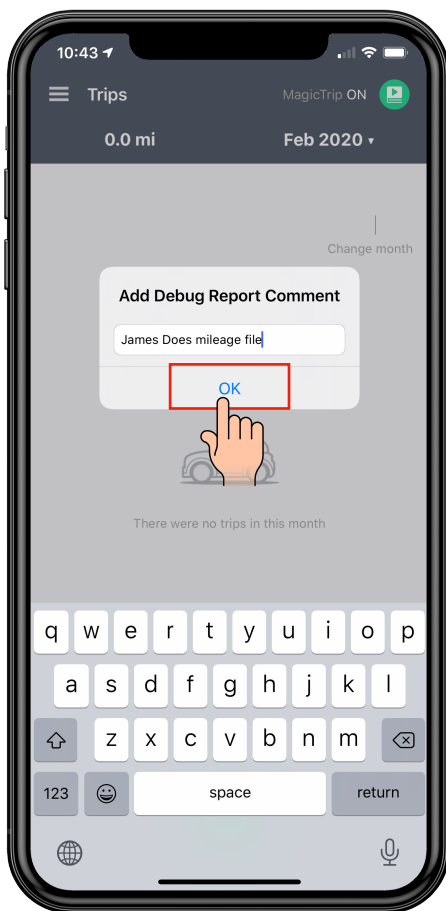 10:43
Trips
MagicTrip ON
0.0 mi
Feb 2020 ▾
Change month
Add Debug Report Comment
James Does mileage file
OK
There were no trips in this month
q w e r t y u i o p
a s d f g h j k l
z x c v b n m
123 space return